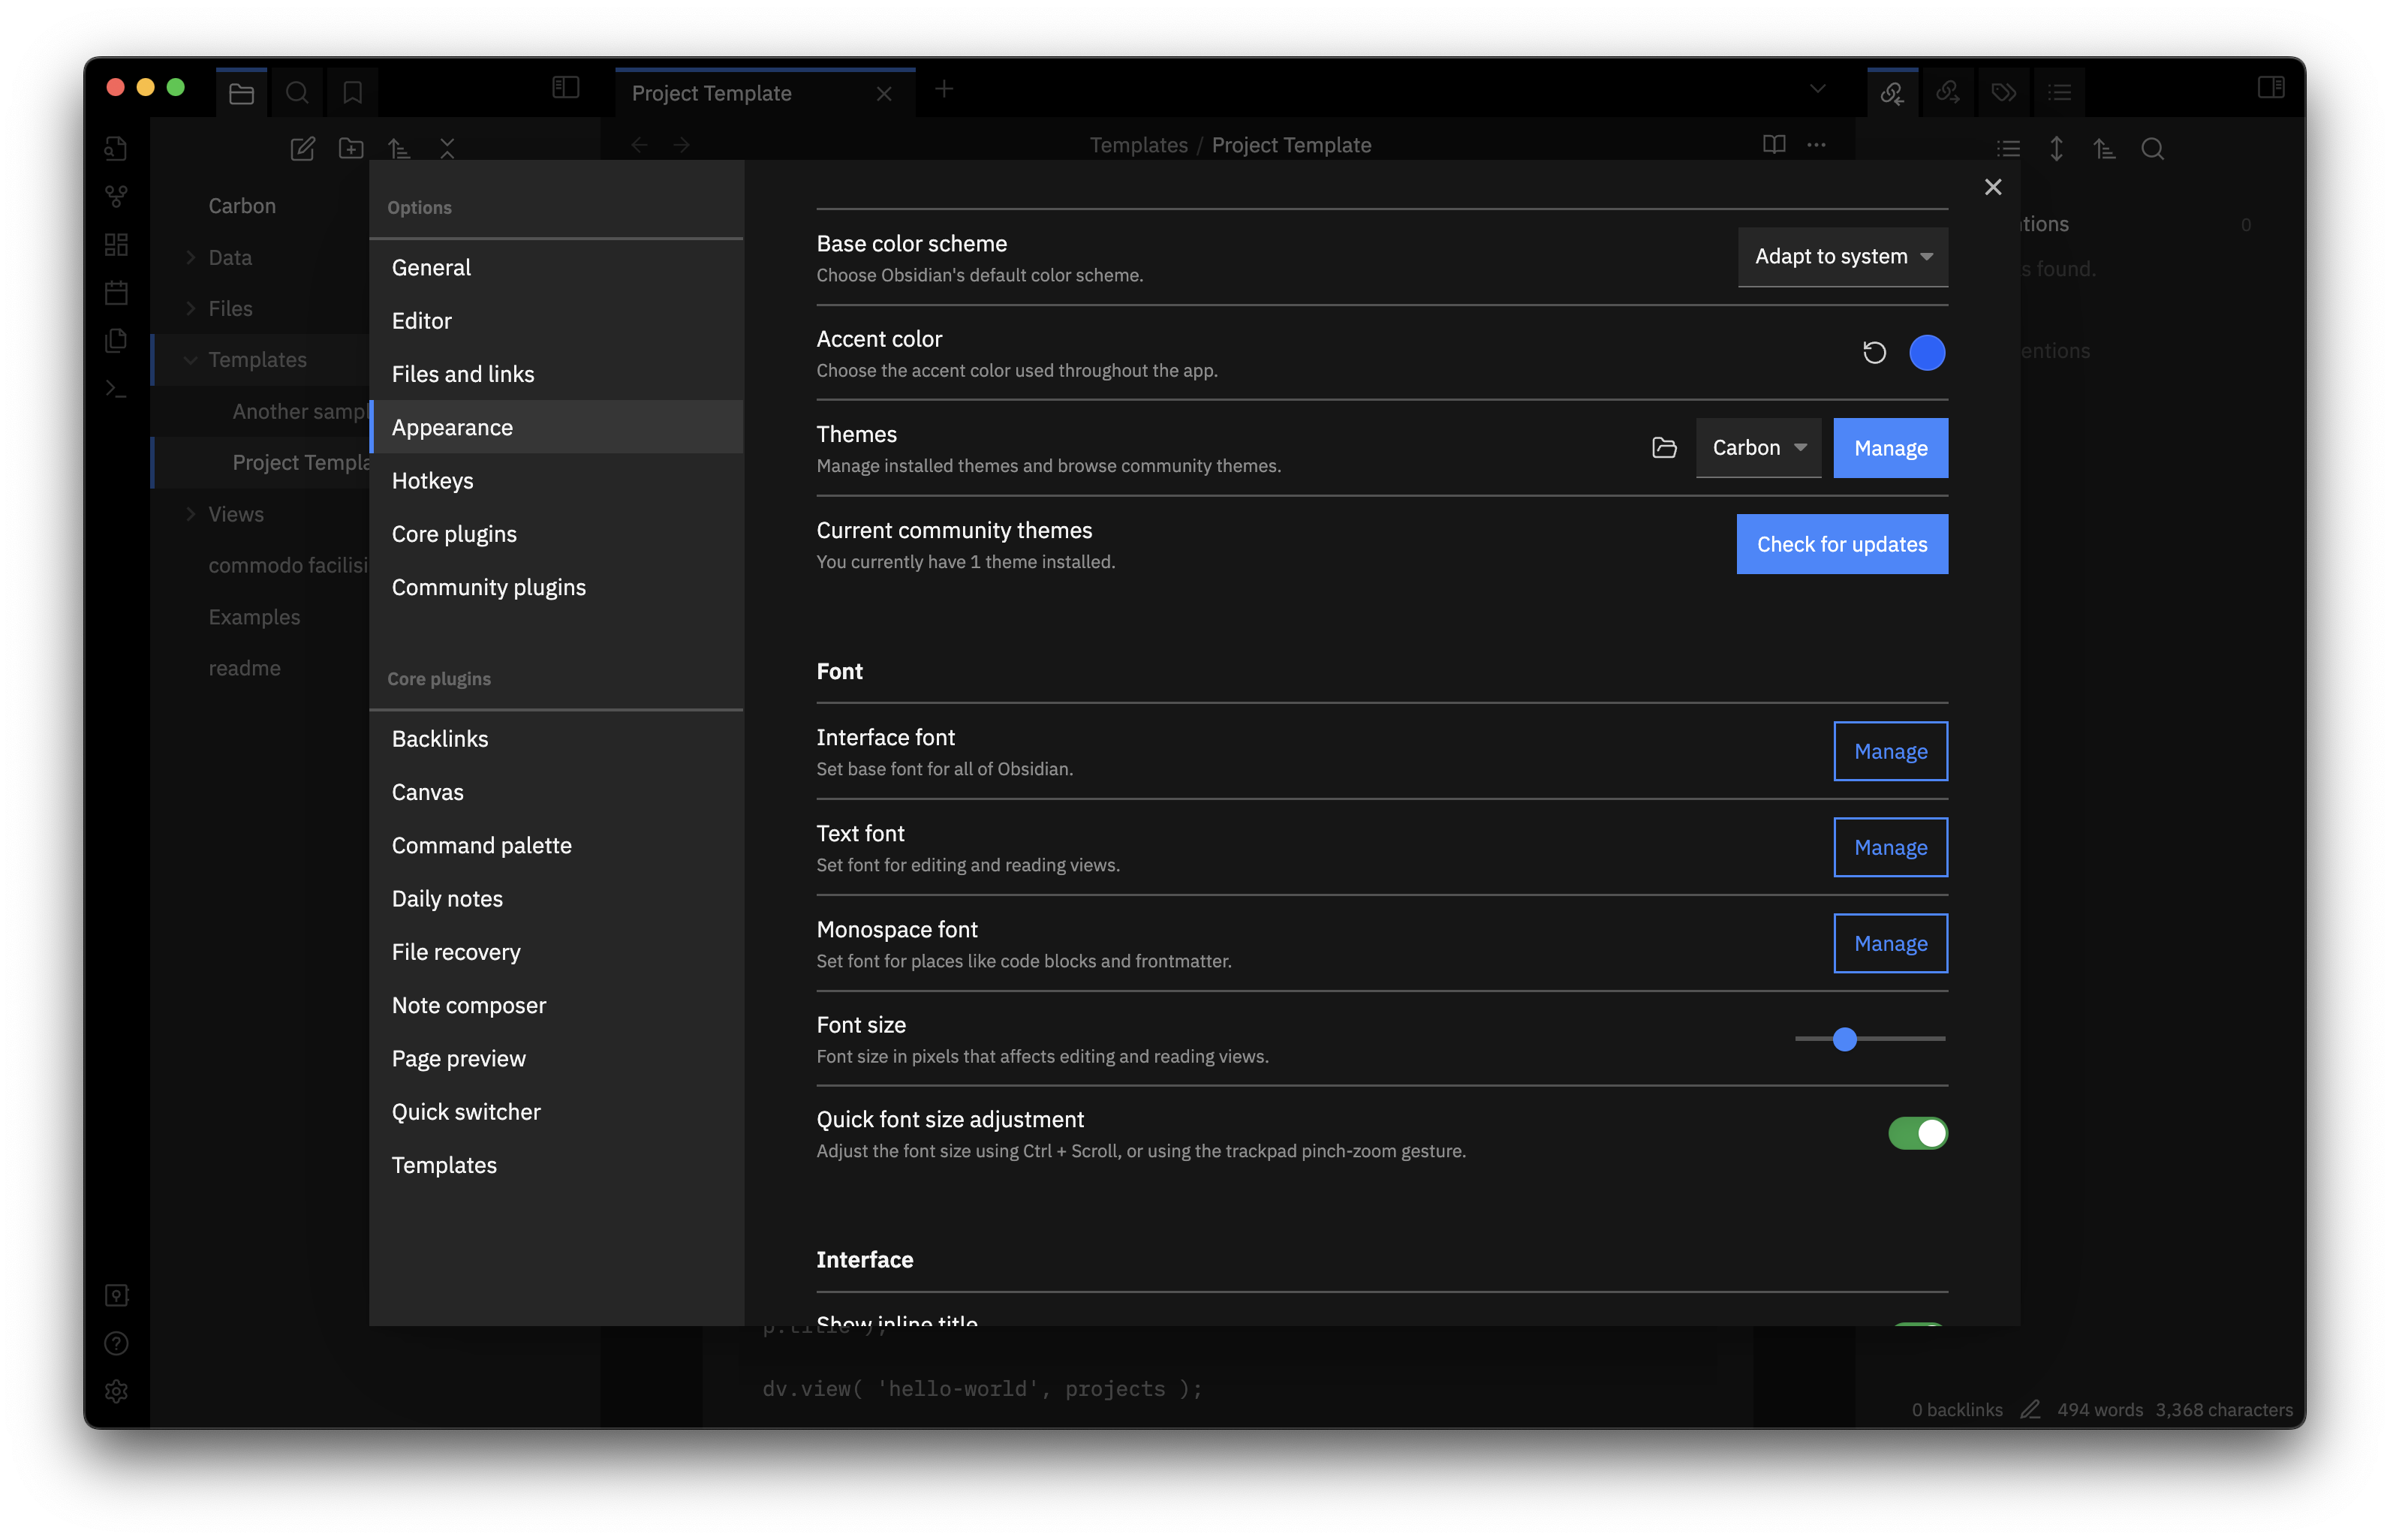 Project Template
Templates / Project Template
Carbon
Data
Files
Templates
Another sampl
Project Templa
Views
commodo facilisi
Examples
readme
Options
General
Editor
Files and links
Appearance
Hotkeys
Core plugins
Community plugins
Core plugins
Backlinks
Canvas
Command palette
Daily notes
File recovery
Note composer
Page preview
Quick switcher
Templates
Base color scheme
Choose Obsidian's default color scheme.
Adapt to system
Accent color
Choose the accent color used throughout the app.
Themes
Manage installed themes and browse community themes.
Carbon
Manage
Current community themes
You currently have 1 theme installed.
Check for updates
Font
Interface font
Set base font for all of Obsidian.
Manage
Text font
Set font for editing and reading views.
Manage
Monospace font
Set font for places like code blocks and frontmatter.
Manage
Font size
Font size in pixels that affects editing and reading views.
Quick font size adjustment
Adjust the font size using Ctrl + Scroll, or using the trackpad pinch-zoom gesture.
Interface
Show inline title
p.title );
dv.view( 'hello-world', projects );
tions
0
s found.
entions
0 backlinks 494 words 3,368 characters